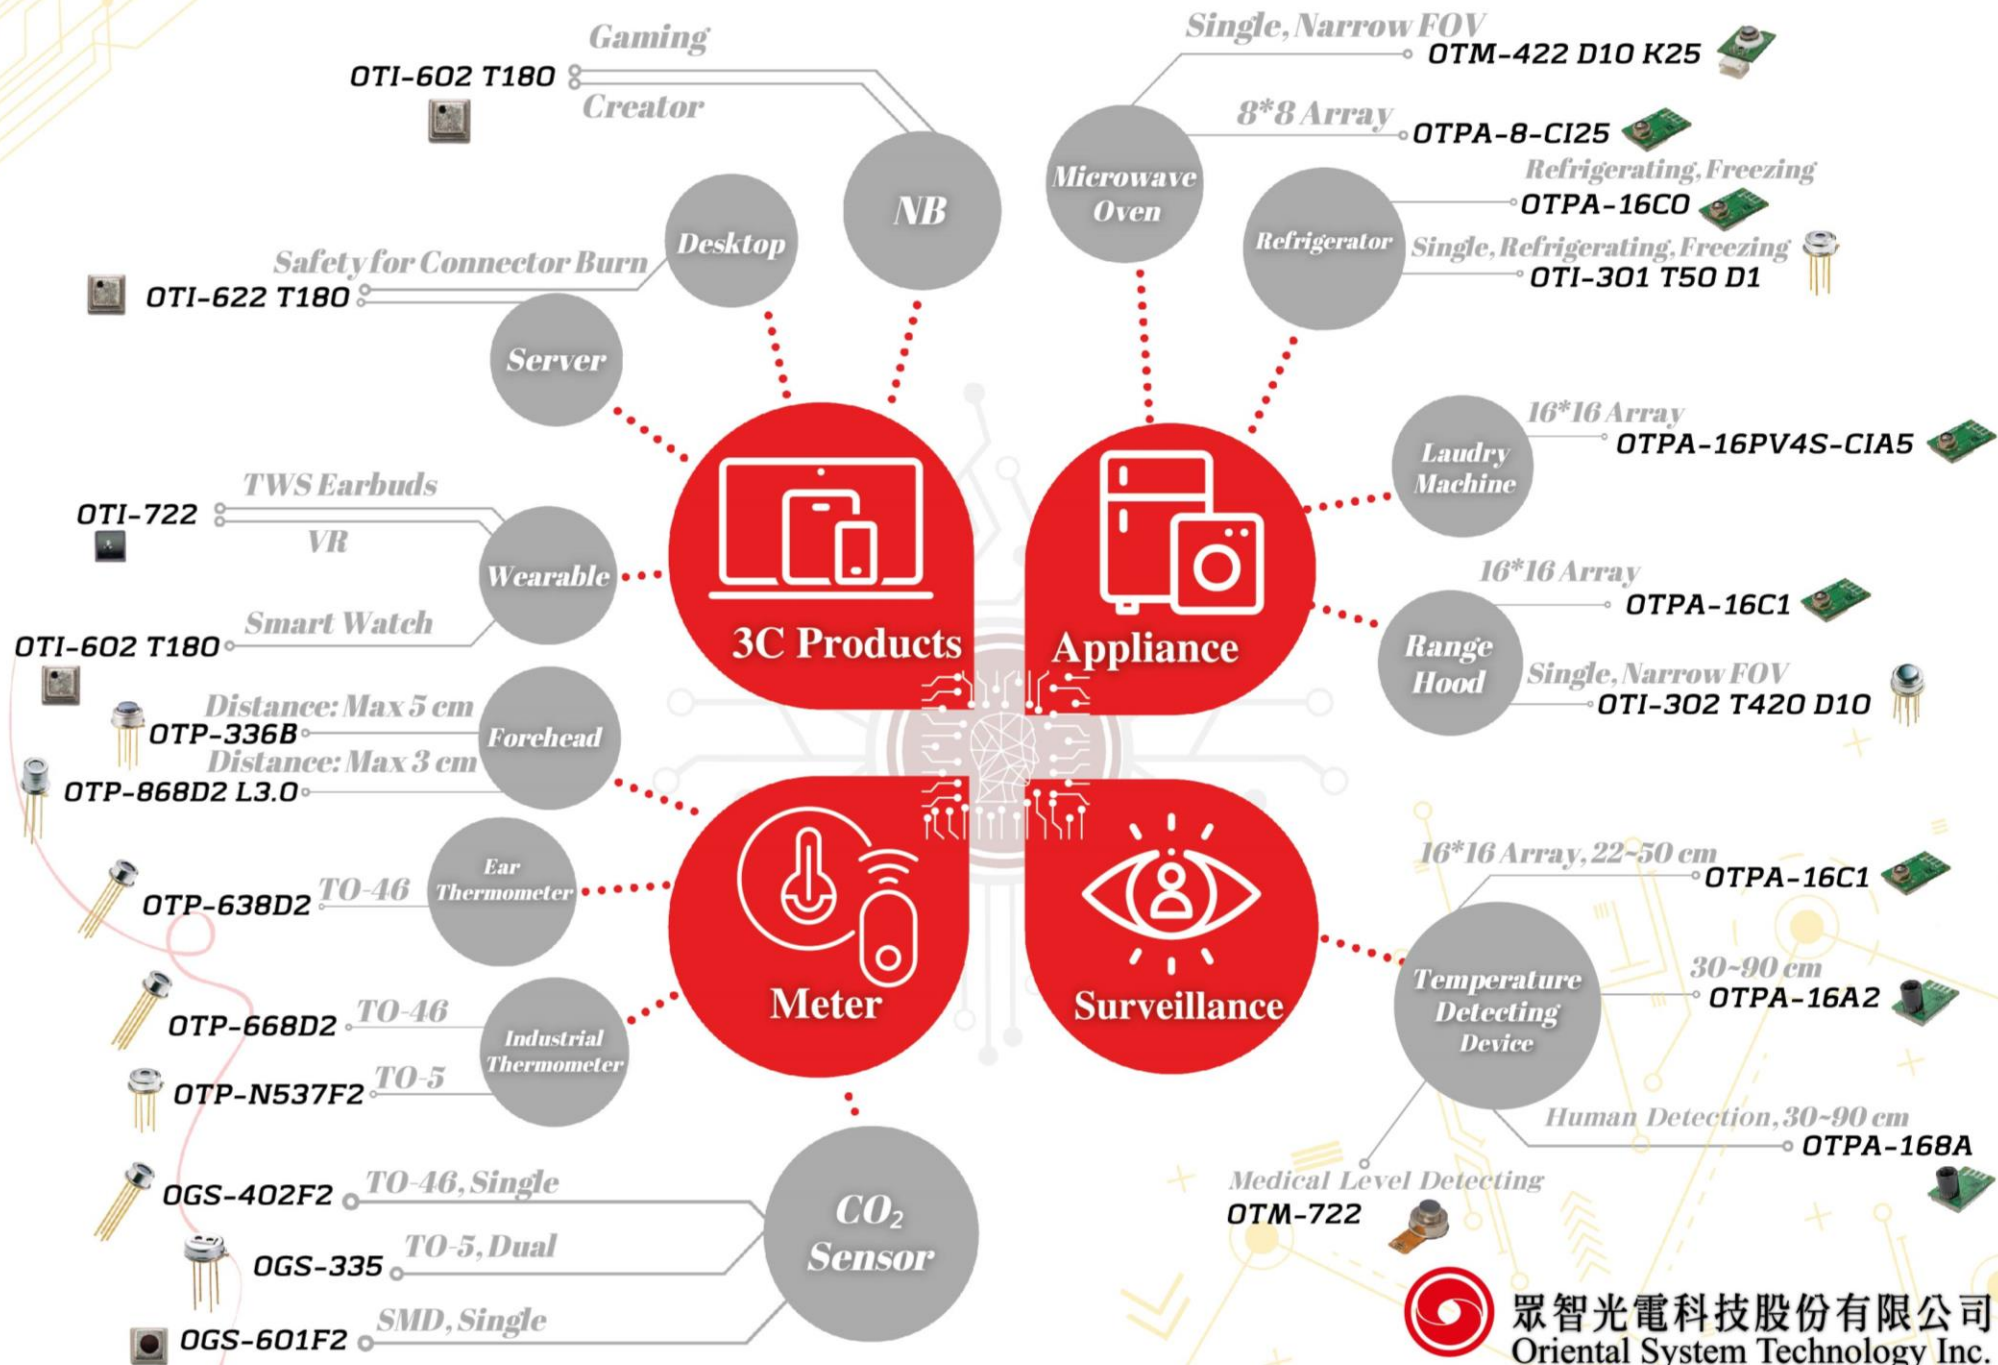 Gaming
OTI-602 T180
Creator
NB
Desktop
Safety for Connector Burn
OTI-622 T180
Server
TWS Earbuds
OTI-722
VR
Wearable
Smart Watch
OTI-602 T180
3C Products
Single, Narrow FOV
OTM-422 D10 K25
8*8 Array
OTPA-8-CI25
Microwave
Oven
Refrigerating, Freezing
OTPA-16C0
Refrigerator
Single, Refrigerating, Freezing
OTI-301 T50 D1
16*16 Array
OTPA-16PV4S-CIA5
Laudry
Machine
16*16 Array
OTPA-16C1
Range
Hood
Single, Narrow FOV
OTI-302 T420 D10
Appliance
Distance: Max 5 cm
OTP-336B
Forehead
Distance: Max 3 cm
OTP-868D2 L3.0
Ear
Thermometer
TO-46
OTP-638D2
TO-46
OTP-668D2
Industrial
Thermometer
TO-5
OTP-N537F2
Meter
TO-46, Single
OGS-402F2
CO₂
Sensor
TO-5, Dual
OGS-335
SMD, Single
OGS-601F2
Surveillance
16*16 Array, 22~50 cm
OTPA-16C1
30~90 cm
OTPA-16A2
Temperature
Detecting
Device
Human Detection, 30~90 cm
OTPA-168A
Medical Level Detecting
OTM-722
眾智光電科技股份有限公司
Oriental System Technology Inc.